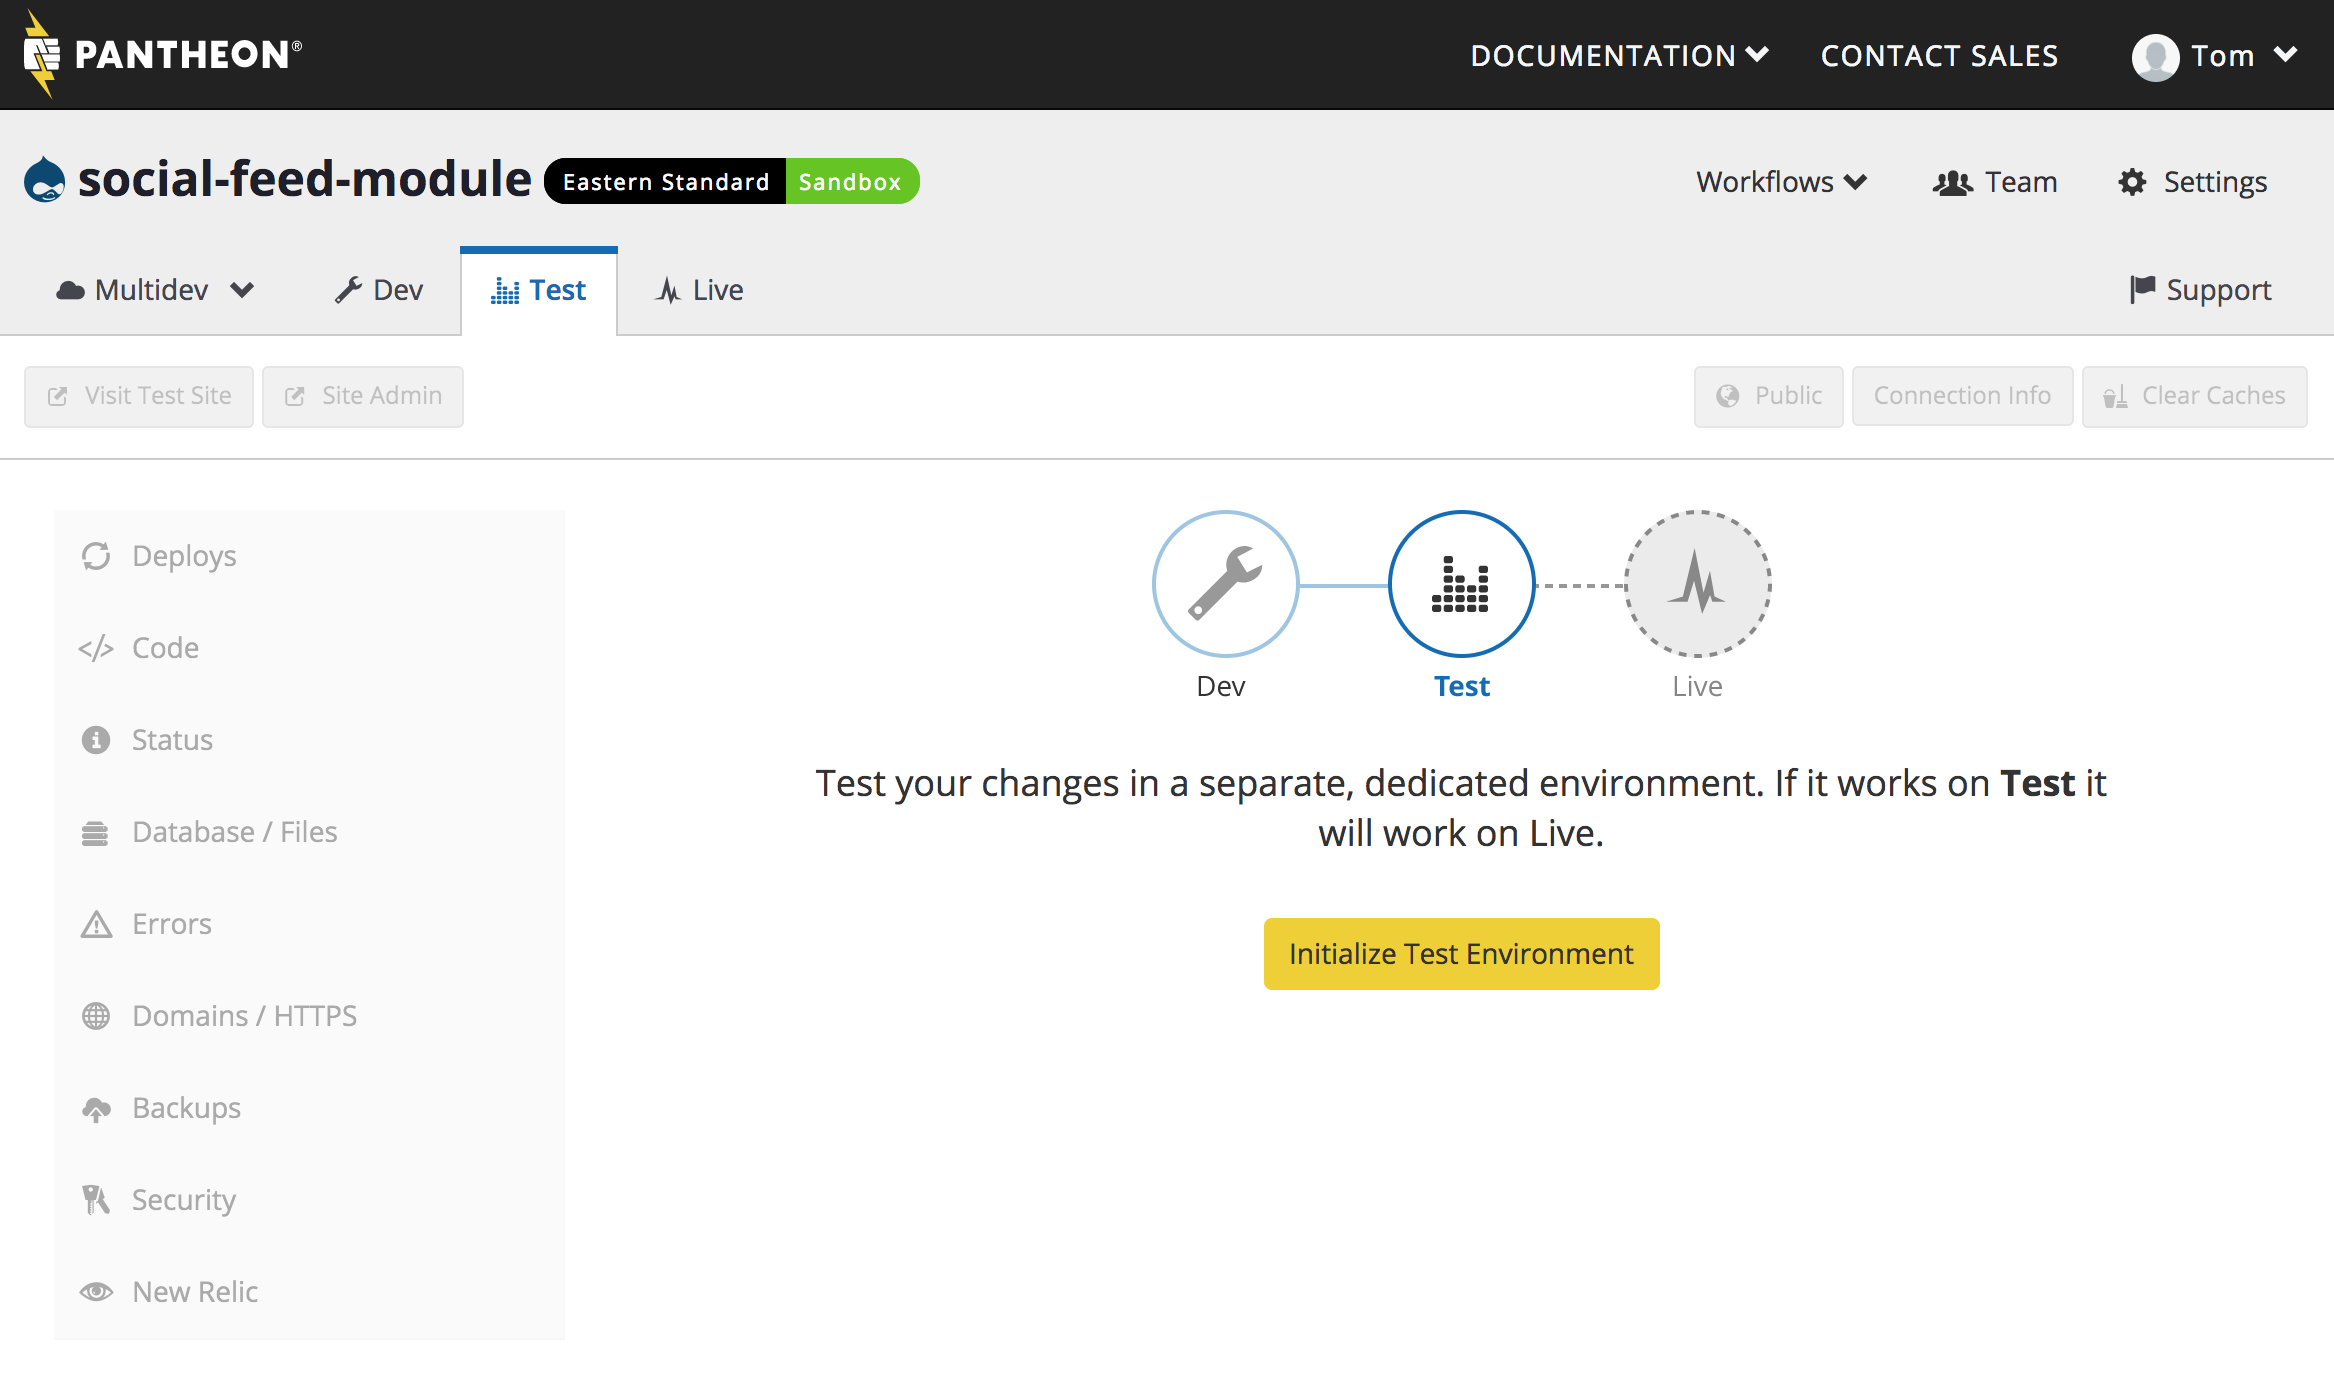 PANTHEON®
DOCUMENTATION
CONTACT SALES
Tom
social-feed-module
Eastern Standard
Sandbox
Workflows
Team
Settings
Multidev
Dev
Test
Live
Support
Visit Test Site
Site Admin
Public
Connection Info
Clear Caches
Deploys
Code
Status
Database / Files
Errors
Domains / HTTPS
Backups
Security
New Relic
Dev
Test
Live
Test your changes in a separate, dedicated environment. If it works on Test it
will work on Live.
Initialize Test Environment